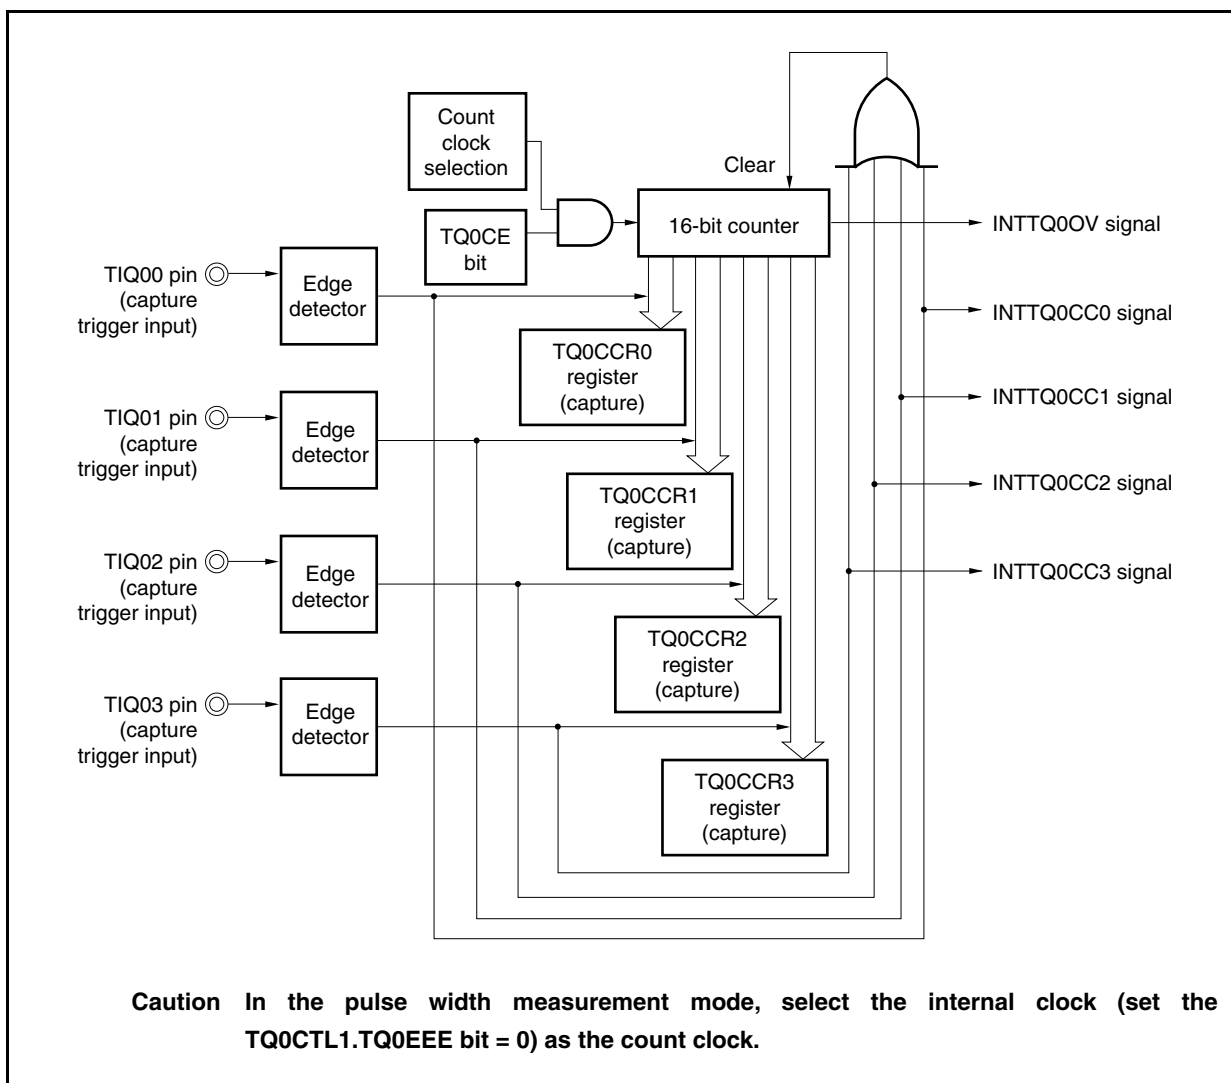 Count
clock
selection
Clear
TQ0CE
bit
16-bit counter
INTTQ0OV signal
TIQ00 pin
(capture
trigger input)
Edge
detector
INTTQ0CC0 signal
TQ0CCR0
register
(capture)
TIQ01 pin
(capture
trigger input)
Edge
detector
INTTQ0CC1 signal
TQ0CCR1
register
(capture)
INTTQ0CC2 signal
TIQ02 pin
(capture
trigger input)
Edge
detector
INTTQ0CC3 signal
TQ0CCR2
register
(capture)
TIQ03 pin
(capture
trigger input)
Edge
detector
TQ0CCR3
register
(capture)
Caution In the pulse width measurement mode, select the internal clock (set the
TQ0CTL1.TQ0EEE bit = 0) as the count clock.